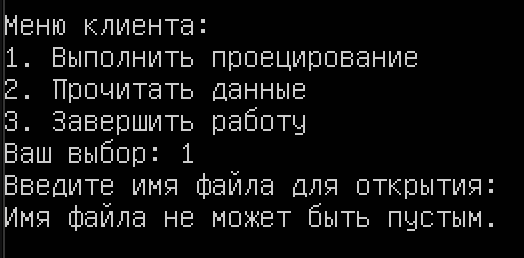 Меню клиента:
1. Выполнить проецирование
2. Прочитать данные
3. Завершить работу
Ваш выбор: 1
Введите имя файла для открытия:
Имя файла не может быть пустым.